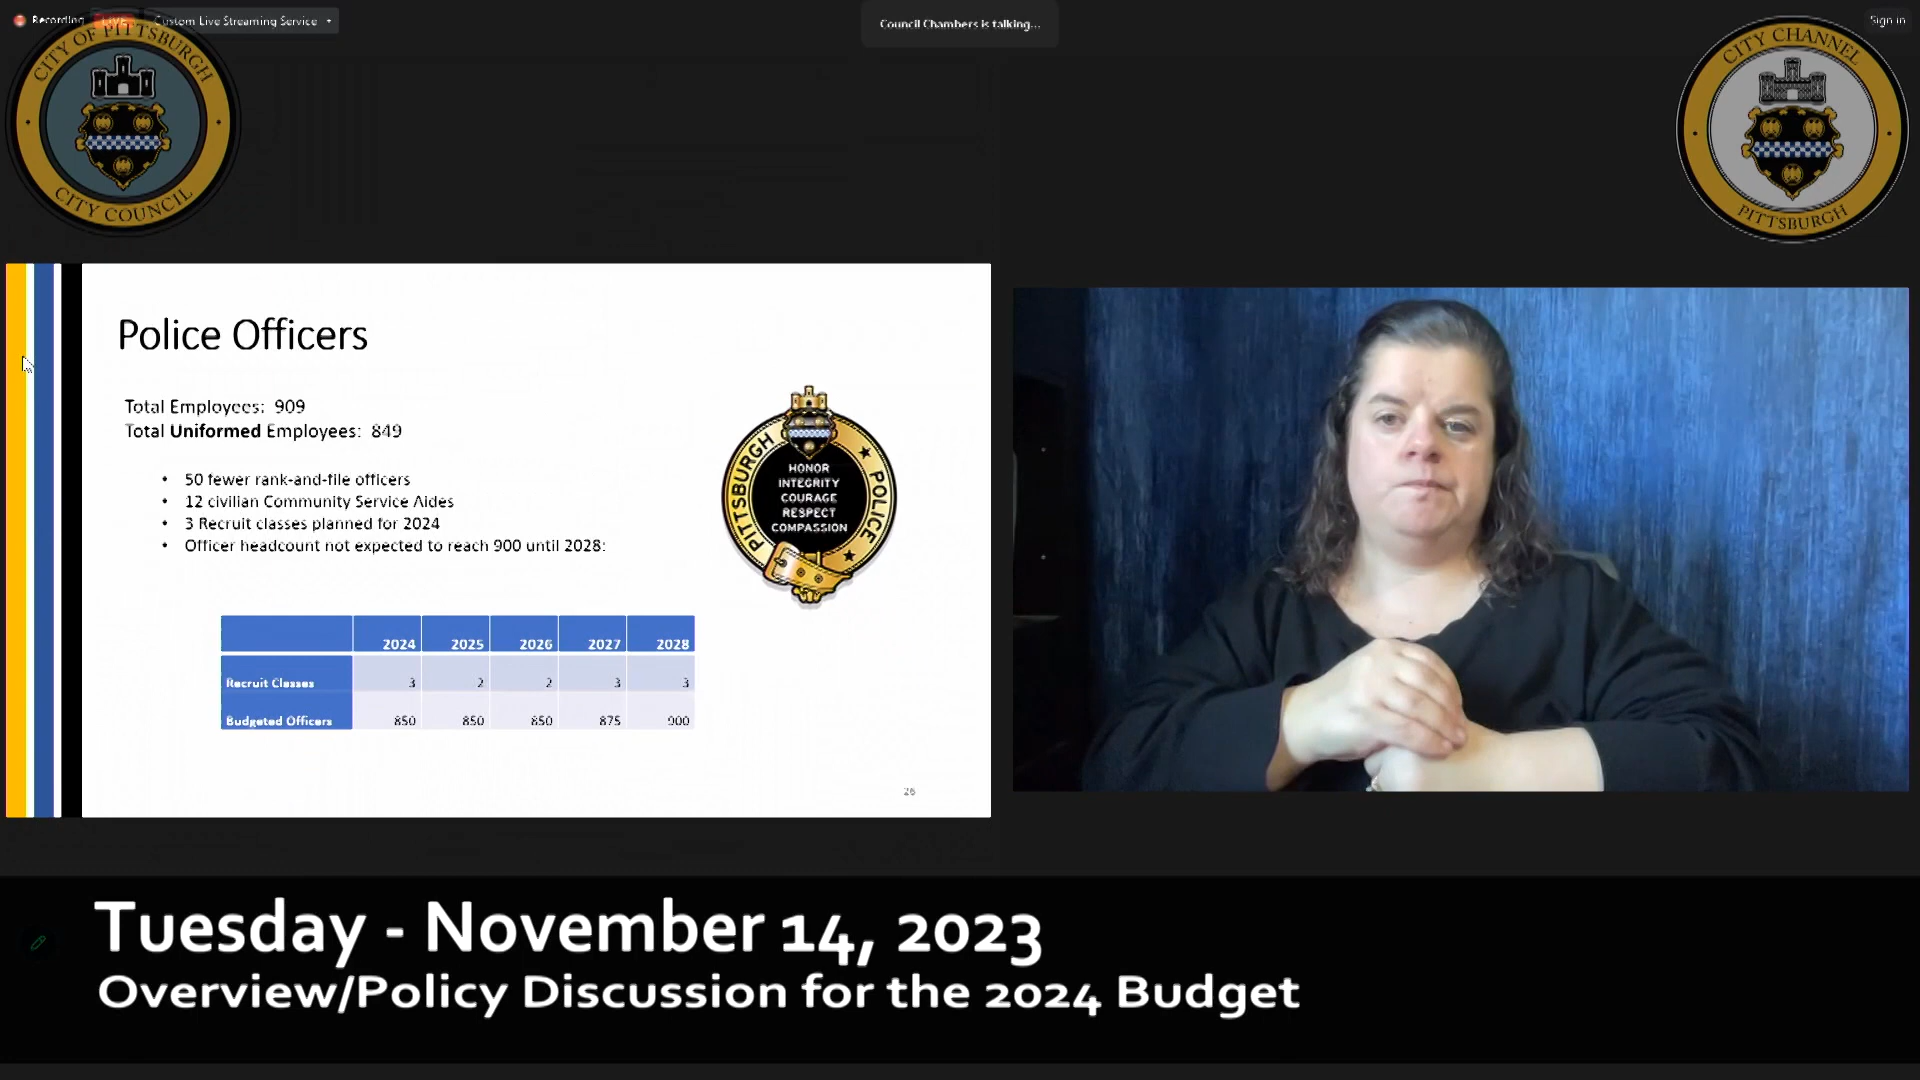 Recording
LIVE
Custom Live Streaming Service
Council Chambers is talking...
Sign in
CITY OF PITTSBURGH
CITY COUNCIL
CITY CHANNEL
PITTSBURGH
Police Officers
Total Employees: 909
Total Uniformed Employees: 849
• 50 fewer rank-and-file officers
• 12 civilian Community Service Aides
• 3 Recruit classes planned for 2024
• Officer headcount not expected to reach 900 until 2028:
PITTSBURGH POLICE
HONOR
INTEGRITY
COURAGE
RESPECT
COMPASSION
2024 2025 2026 2027 2028
Recruit Classes 3 2 2 3 3
Budgeted Officers 850 850 850 875 900
26
Tuesday - November 14, 2023
Overview/Policy Discussion for the 2024 Budget